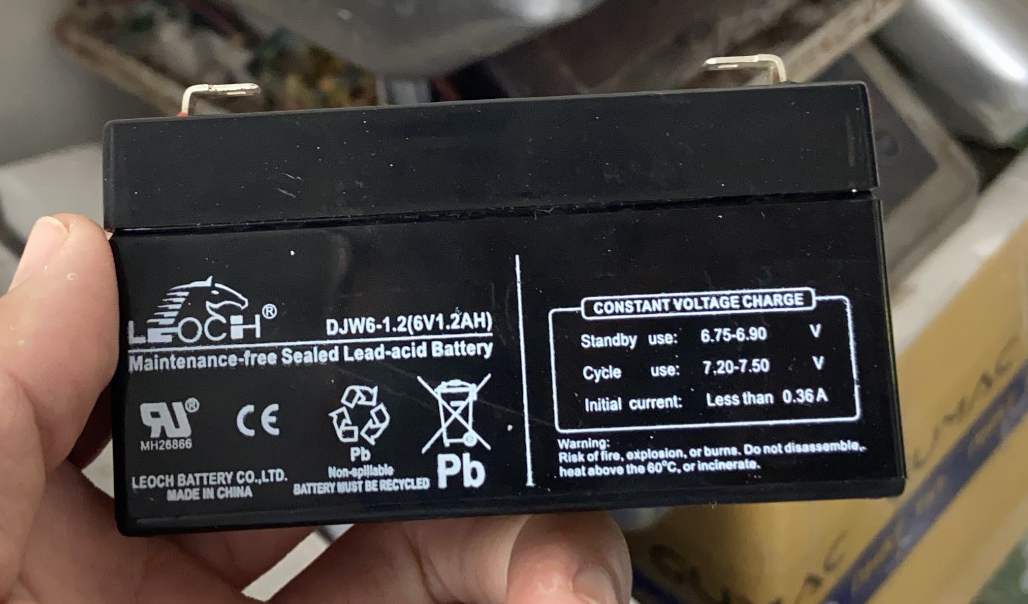 LEOCH®
DJW6-1.2(6V1.2AH)
Maintenance-free Sealed Lead-acid Battery
®
MH26866
CE
Pb
Non-spillable
BATTERY MUST BE RECYCLED
Pb
LEOCH BATTERY CO.,LTD.
MADE IN CHINA
CONSTANT VOLTAGE CHARGE
Standby use: 6.75-6.90 V
Cycle use: 7.20-7.50 V
Initial current: Less than 0.36A
Warning:
Risk of fire, explosion, or burns. Do not disassemble,
heat above the 60°C, or incinerate.